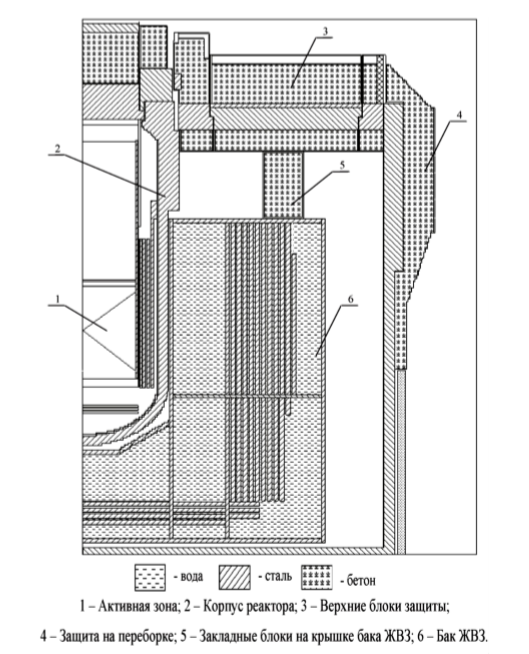 3
4
2
5
1
6
- вода - сталь - бетон
1 – Активная зона; 2 – Корпус реактора; 3 – Верхние блоки защиты;
4 – Защита на переборке; 5 – Закладные блоки на крышке бака ЖВЗ; 6 – Бак ЖВЗ.